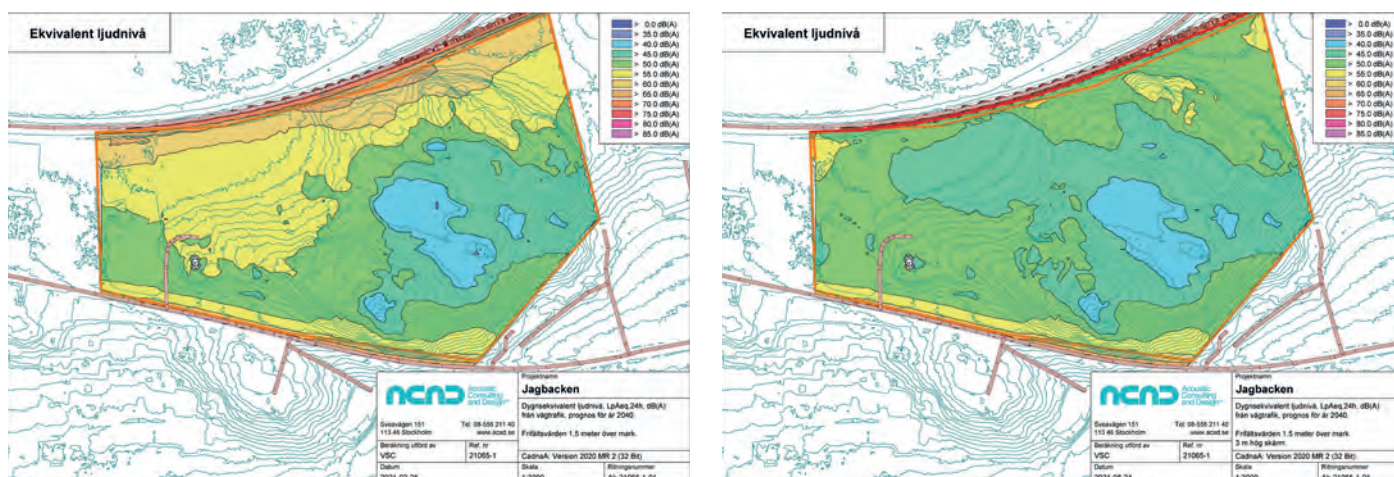 Ekvivalent ljudnivå
> 0.0 dB(A)
> 35.0 dB(A)
> 40.0 dB(A)
> 45.0 dB(A)
> 50.0 dB(A)
> 55.0 dB(A)
> 60.0 dB(A)
> 65.0 dB(A)
> 70.0 dB(A)
> 75.0 dB(A)
> 80.0 dB(A)
> 85.0 dB(A)
ACAD
Acoustic
Consulting
and Design
Sveavägen 151 Tel: 08-556 211 40
113 46 Stockholm www.acad.se
Beräkning utförd av Ref. nr
VSC 21065-1
Datum
Projektnamn
Jagbacken
Dygnsekvivalent ljudnivå, LpAeq,24h, dB(A)
från vägtrafik, prognos för år 2040.
Frifältsvärden 1,5 meter över mark.
CadnaA: Version 2020 MR 2 (32 Bit)
Skala Ritningsnummer
Ekvivalent ljudnivå
> 0.0 dB(A)
> 35.0 dB(A)
> 40.0 dB(A)
> 45.0 dB(A)
> 50.0 dB(A)
> 55.0 dB(A)
> 60.0 dB(A)
> 65.0 dB(A)
> 70.0 dB(A)
> 75.0 dB(A)
> 80.0 dB(A)
> 85.0 dB(A)
ACAD
Acoustic
Consulting
and Design
Sveavägen 151 Tel: 08-556 211 40
113 46 Stockholm www.acad.se
Beräkning utförd av Ref. nr
VSC 21065-1
Datum
Projektnamn
Jagbacken
Dygnsekvivalent ljudnivå, LpAeq,24h, dB(A)
från vägtrafik, prognos för år 2040.
Frifältsvärden 1,5 meter över mark.
3 m hög skärm.
CadnaA: Version 2020 MR 2 (32 Bit)
Skala Ritningsnummer